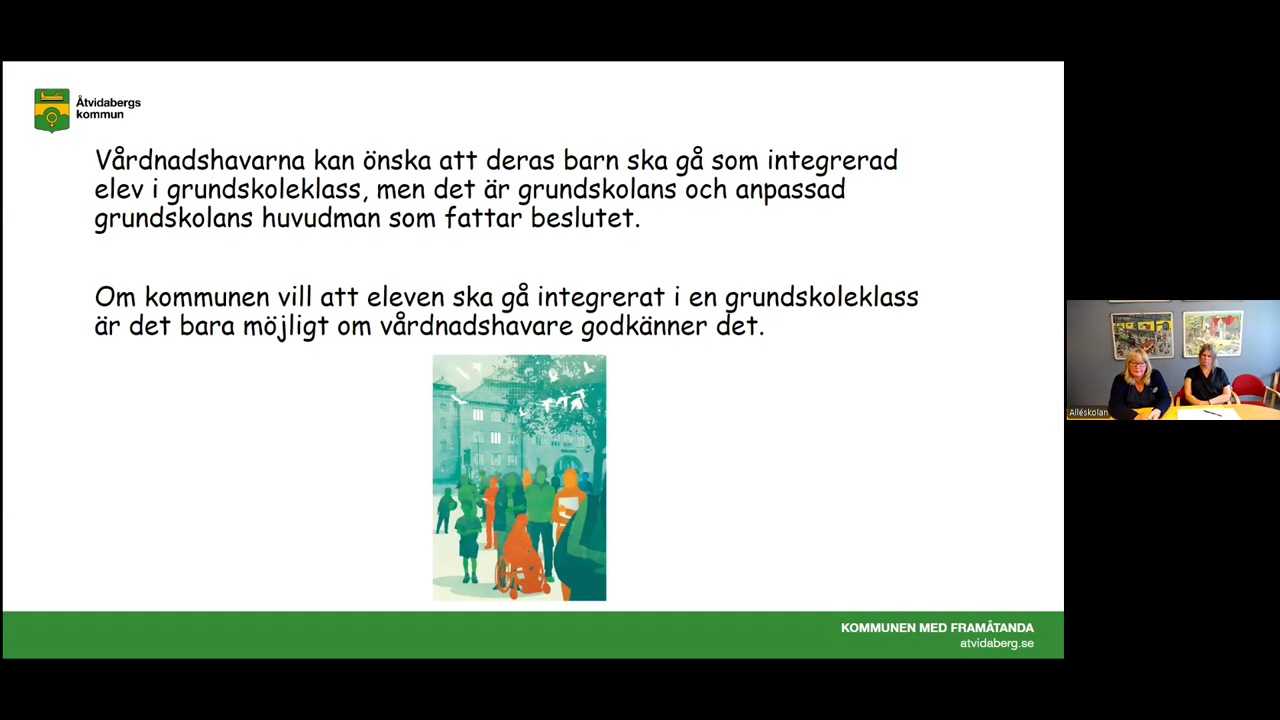 Åtvidabergs
kommun
Vårdnadshavarna kan önska att deras barn ska gå som integrerad
elev i grundskoleklass, men det är grundskolans och anpassad
grundskolans huvudman som fattar beslutet.
Om kommunen vill att eleven ska gå integrerat i en grundskoleklass
är det bara möjligt om vårdnadshavare godkänner det.
Alléskolan
KOMMUNEN MED FRAMÅTANDA
atvidaberg.se